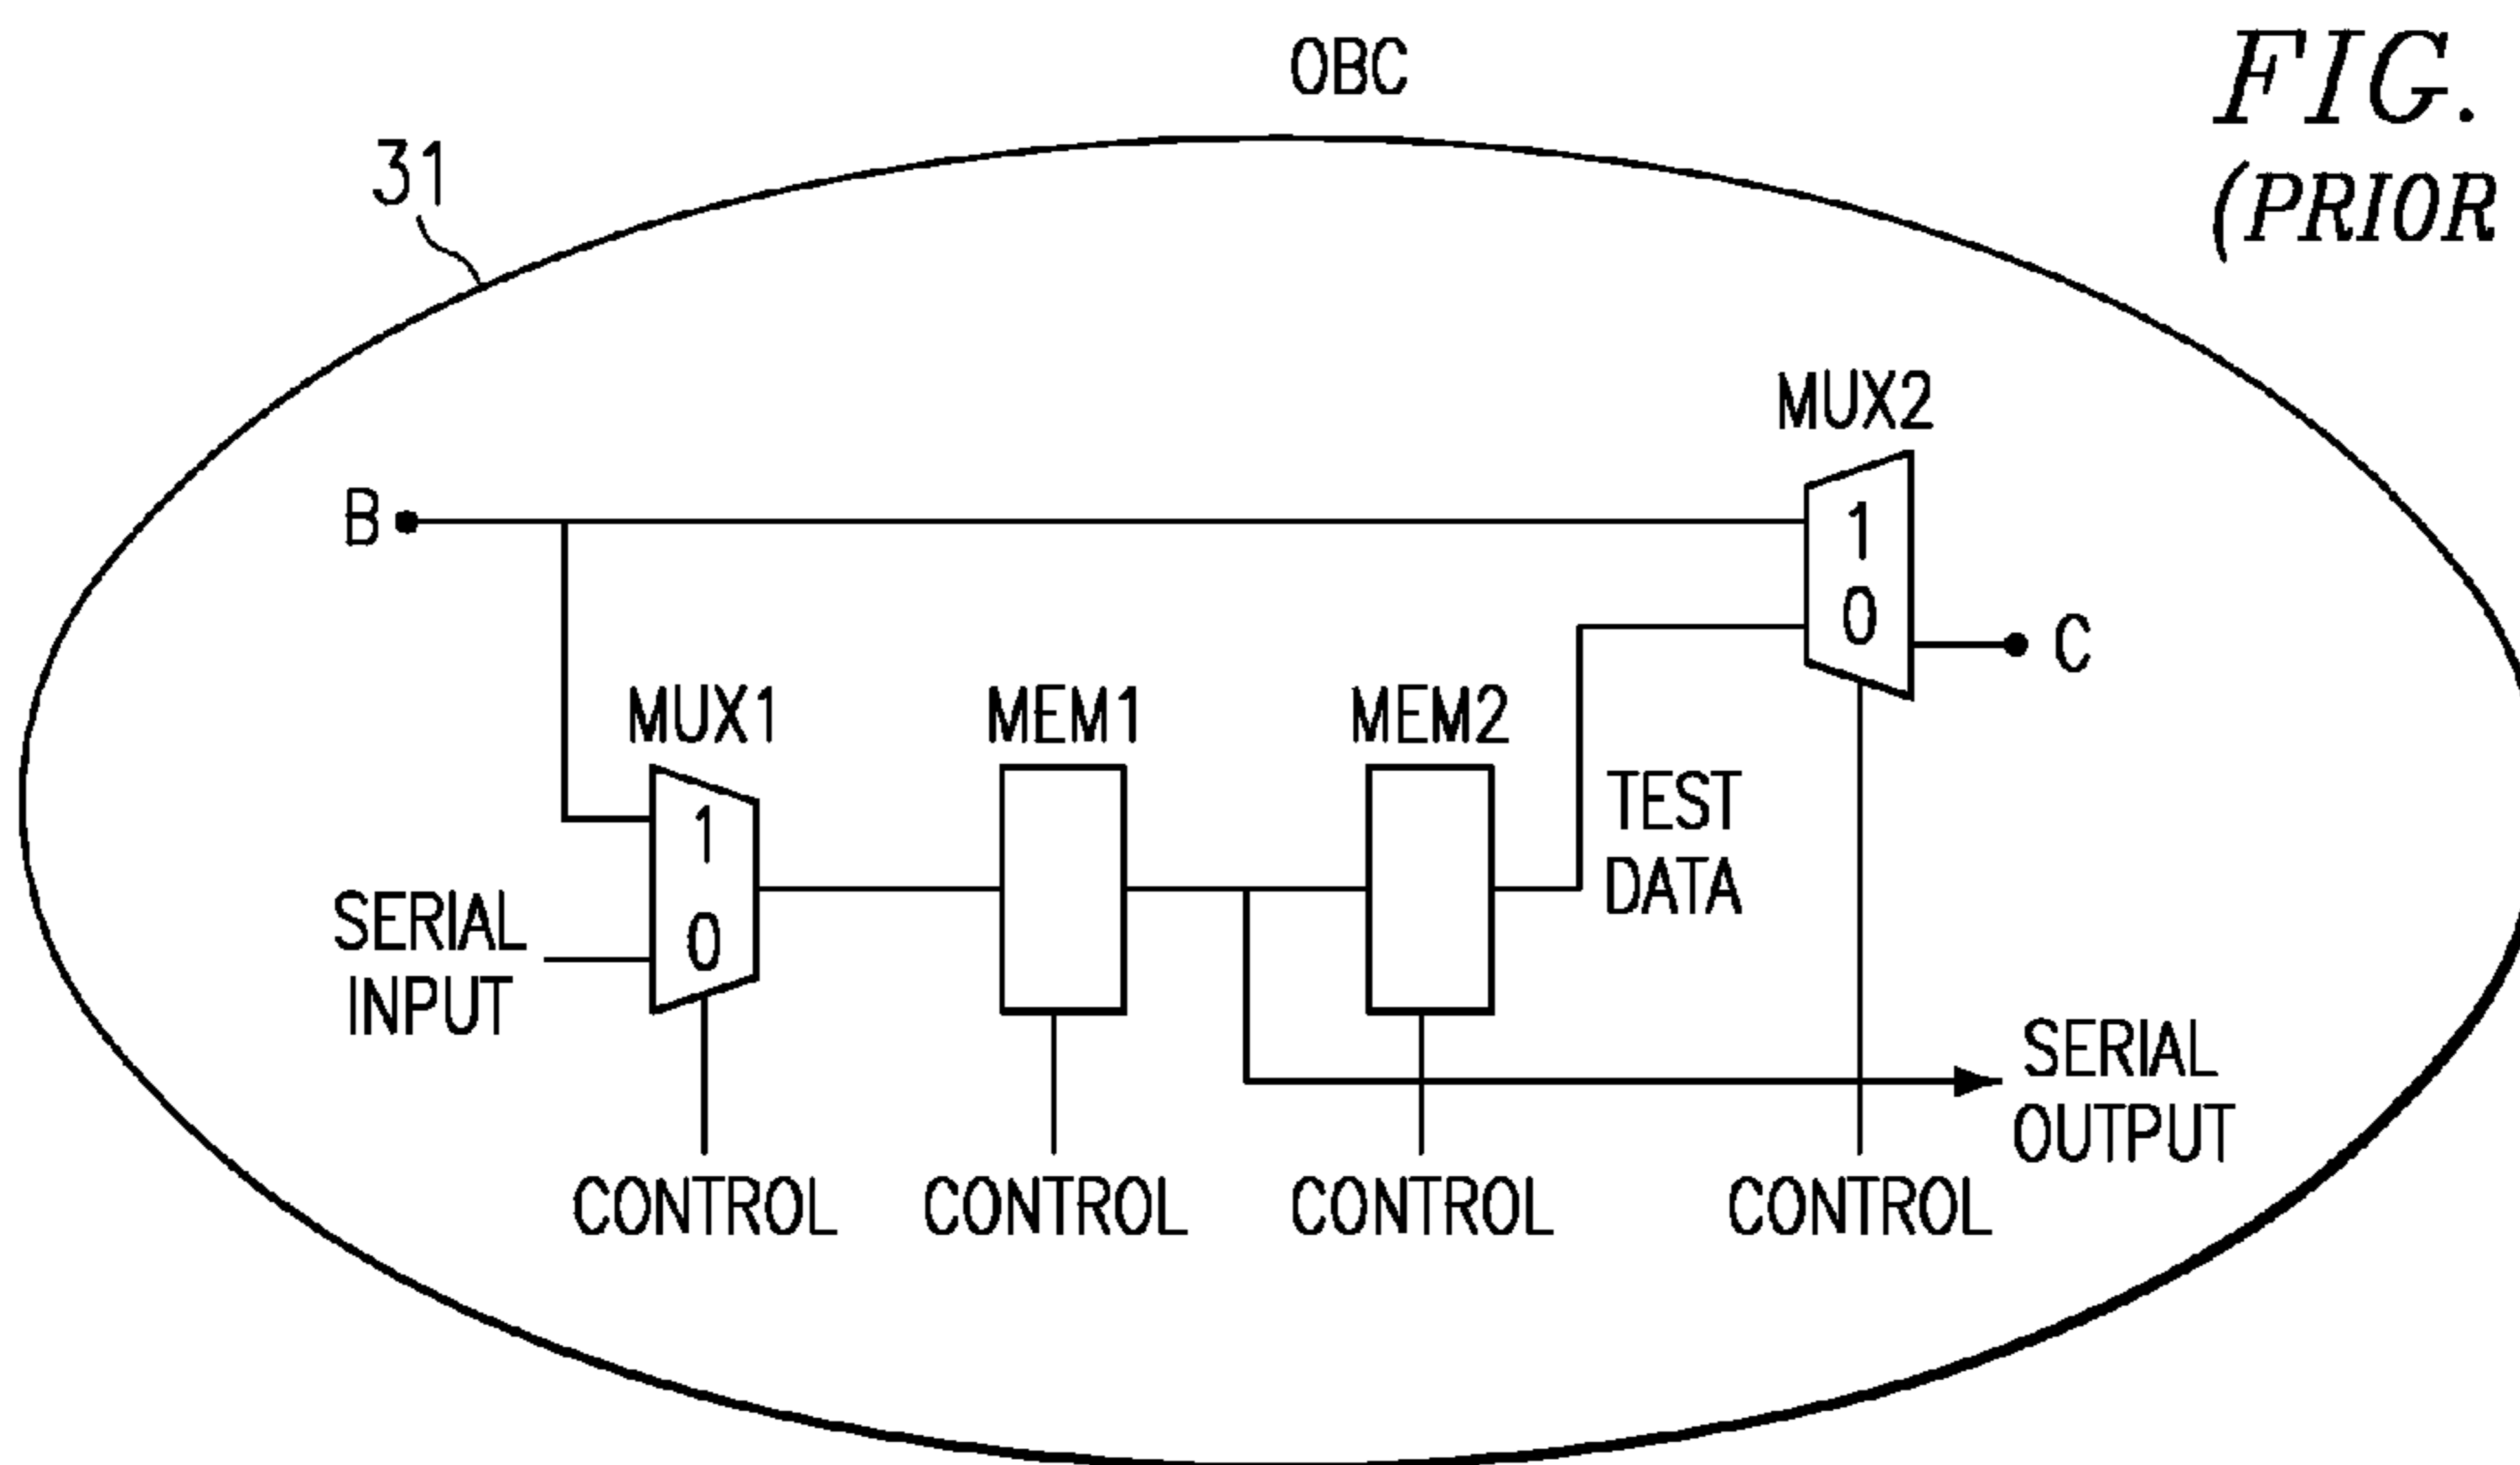 OBC
FIG.
(PRIOR
31
MUX2
B
1
0
C
MUX1
MEM1
MEM2
1
0
TEST
DATA
SERIAL
INPUT
SERIAL
OUTPUT
CONTROL
CONTROL
CONTROL
CONTROL